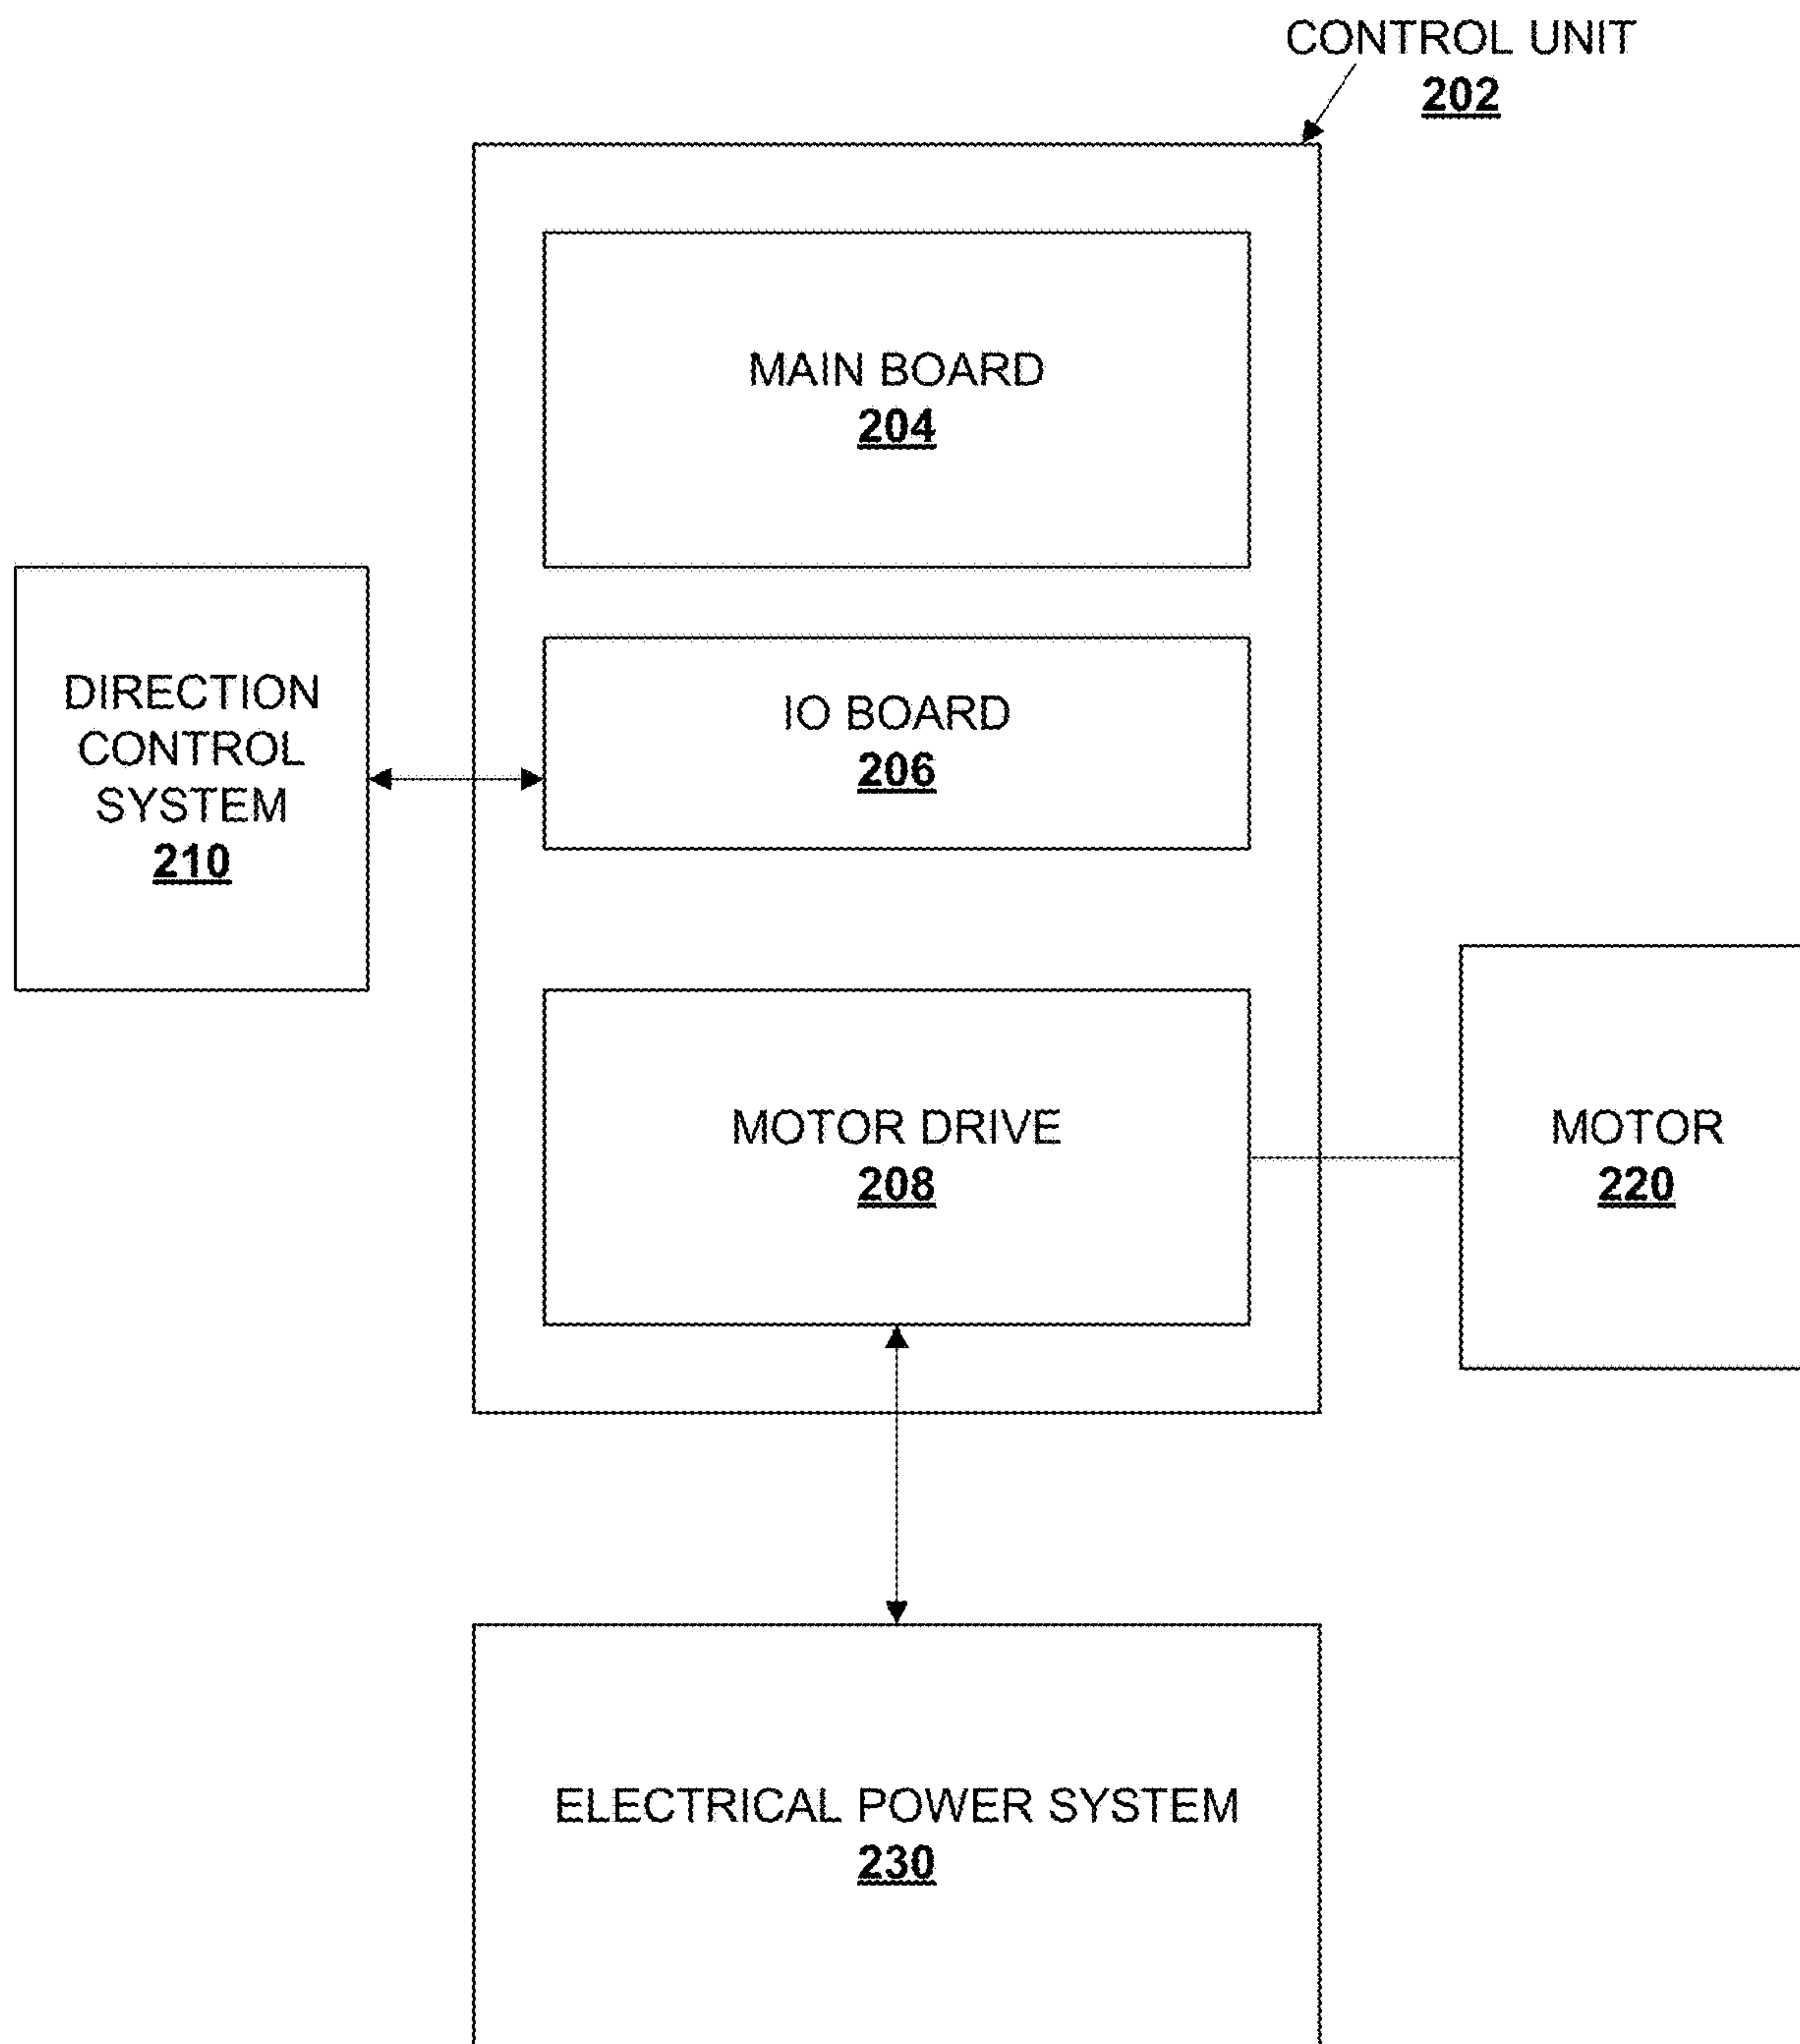 CONTROL UNIT
202
MAIN BOARD
204
DIRECTION
CONTROL
SYSTEM
210
IO BOARD
206
MOTOR DRIVE
208
MOTOR
220
ELECTRICAL POWER SYSTEM
230